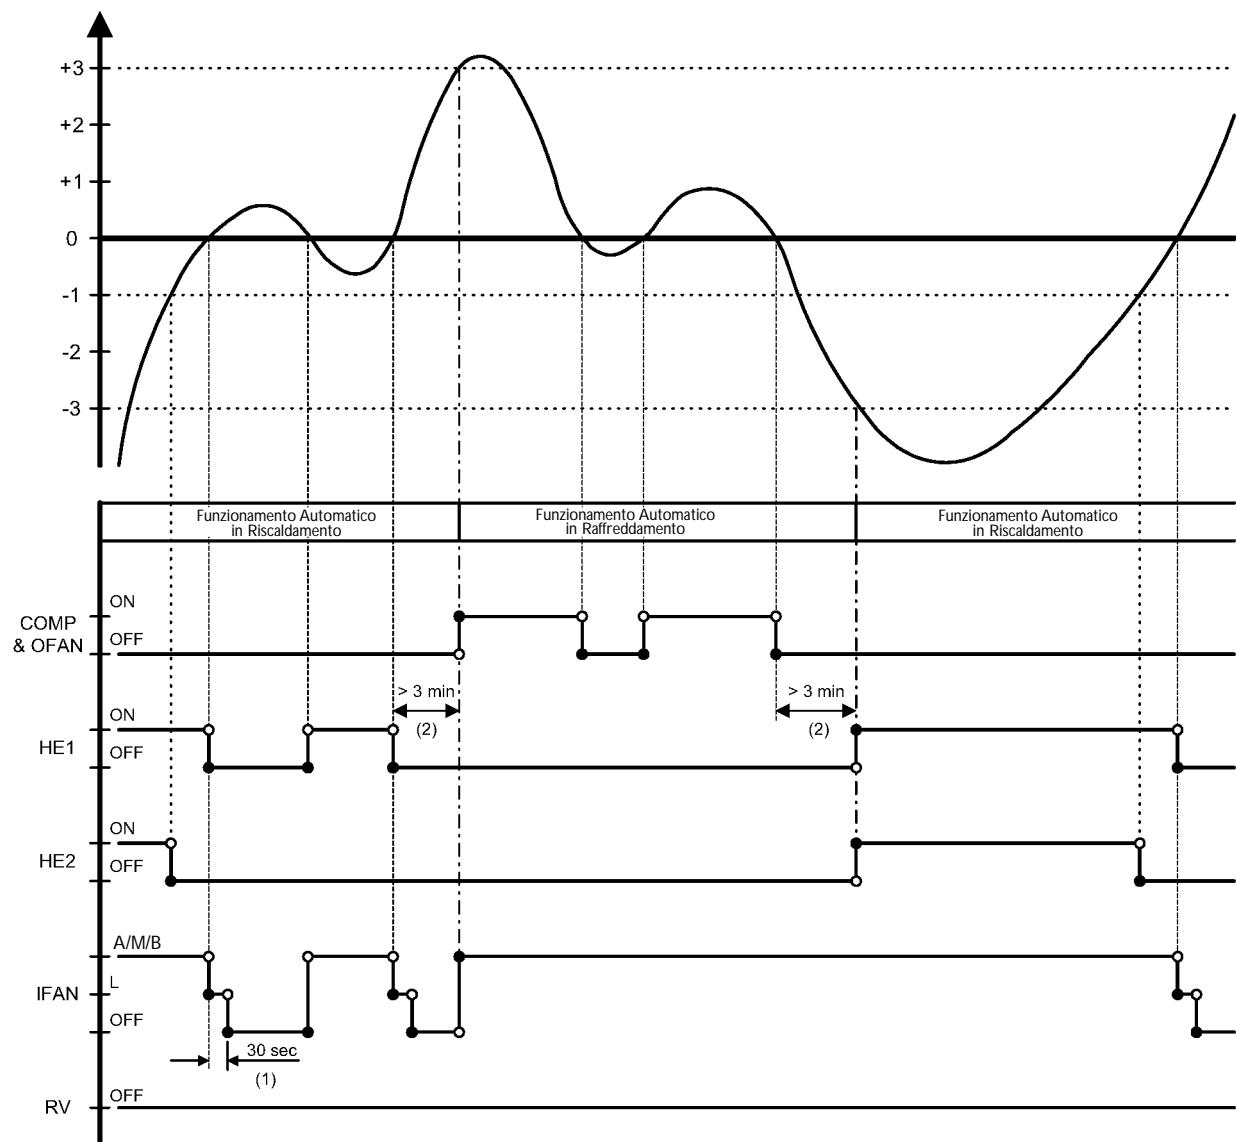 +3
+2
+1
0
-1
-2
-3
Funzionamento Automatico
in Riscaldamento
Funzionamento Automatico
in Raffreddamento
Funzionamento Automatico
in Riscaldamento
COMP
& OFAN
ON
OFF
> 3 min
(2)
> 3 min
(2)
HE1
ON
OFF
HE2
ON
OFF
IFAN
A/M/B
L
OFF
30 sec
(1)
RV
OFF